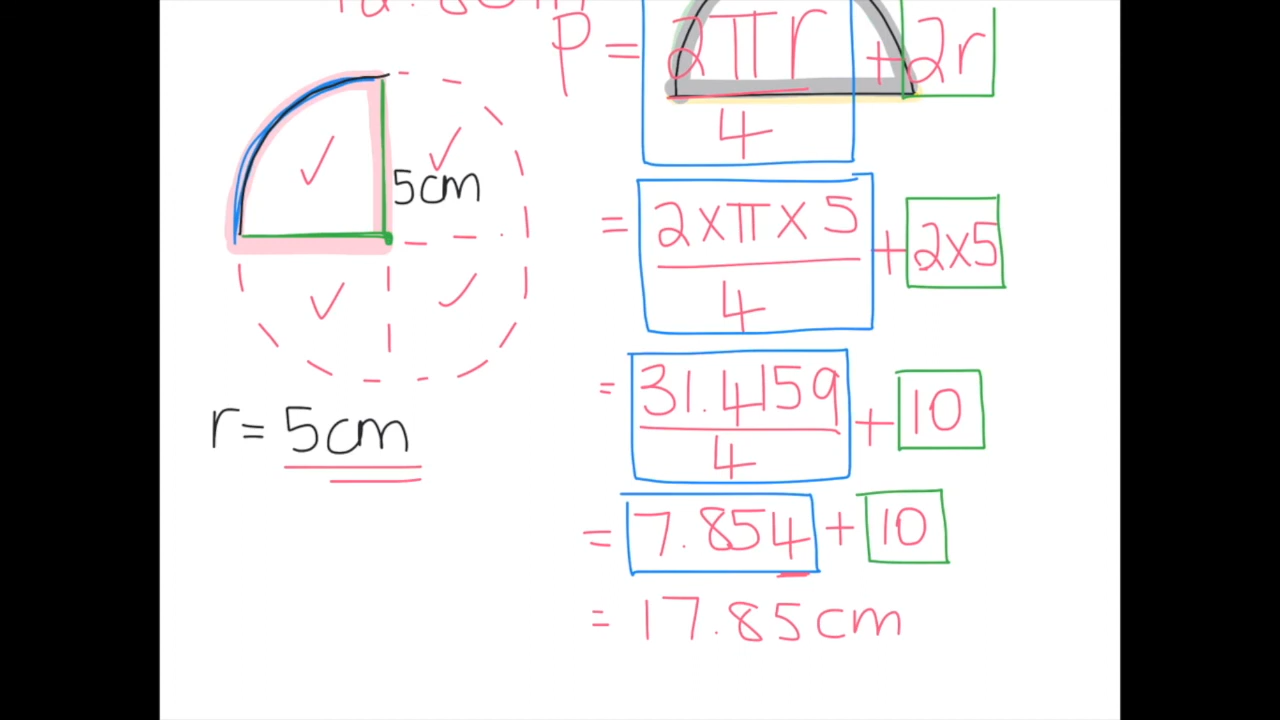 P = 2πr / 4 + 2r
5cm
= 2×π×5 / 4 + 2×5
= 31.4159 / 4 + 10
r = 5cm
= 7.854 + 10
= 17.85cm